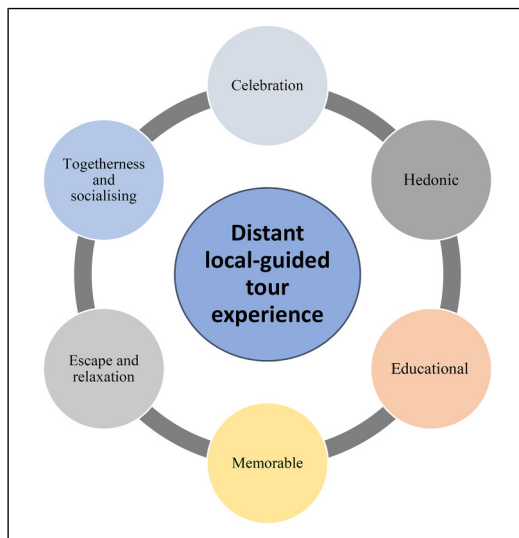 Celebration
Hedonic
Educational
Memorable
Escape and
relaxation
Togetherness
and
socialising
Distant
local-guided
tour
experience